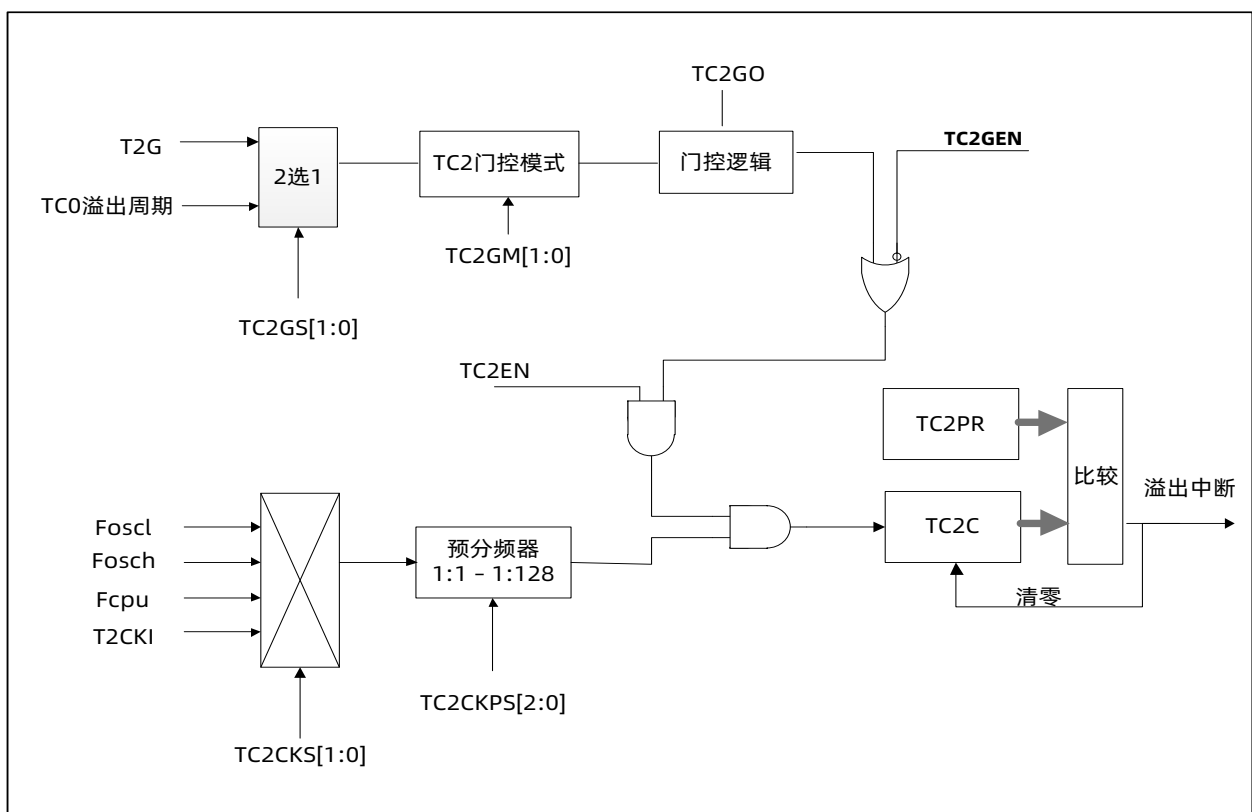 TC2GO
T2G
TC0溢出周期
2选1
TC2门控模式
门控逻辑
TC2GEN
TC2GM[1:0]
TC2GS[1:0]
TC2EN
TC2PR
比较
溢出中断
Foscl
Fosch
Fcpu
T2CKI
预分频器
1:1 – 1:128
TC2C
清零
TC2CKPS[2:0]
TC2CKS[1:0]